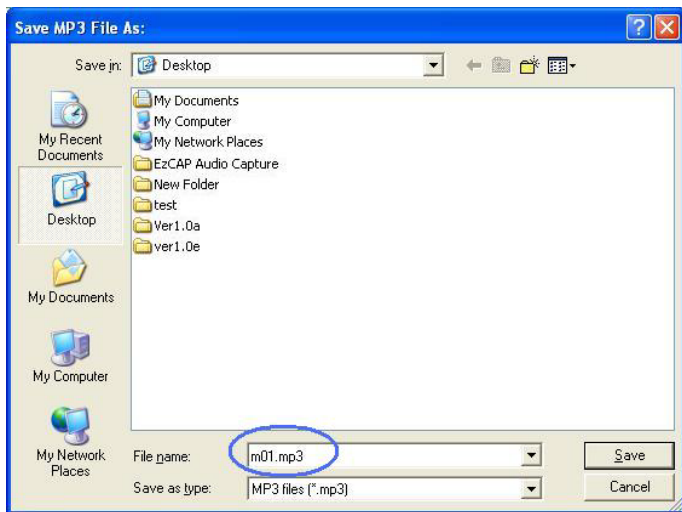 Save MP3 File As:
Save in:
Desktop
My Recent
Documents
Desktop
My Documents
My Computer
My Network
Places
My Documents
My Computer
My Network Places
EzCAP Audio Capture
New Folder
test
Ver1.0a
ver1.0e
File name:
m01.mp3
Save
Save as type:
MP3 files (*.mp3)
Cancel